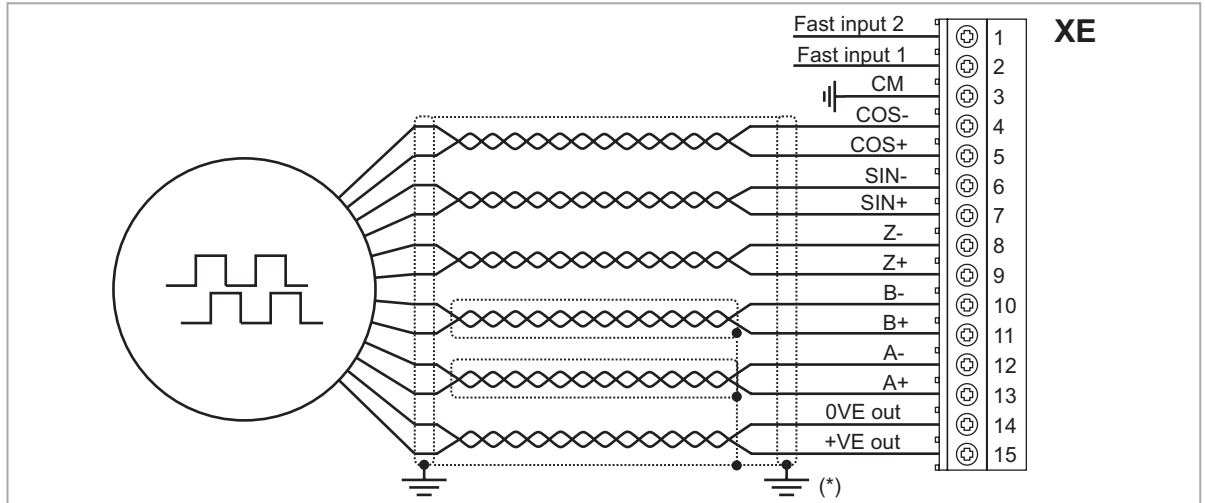 Fast input 2 1 XE
Fast input 1 2
CM 3
COS- 4
COS+ 5
SIN- 6
SIN+ 7
Z- 8
Z+ 9
B- 10
B+ 11
A- 12
A+ 13
0VE out 14
+VE out 15
(*)